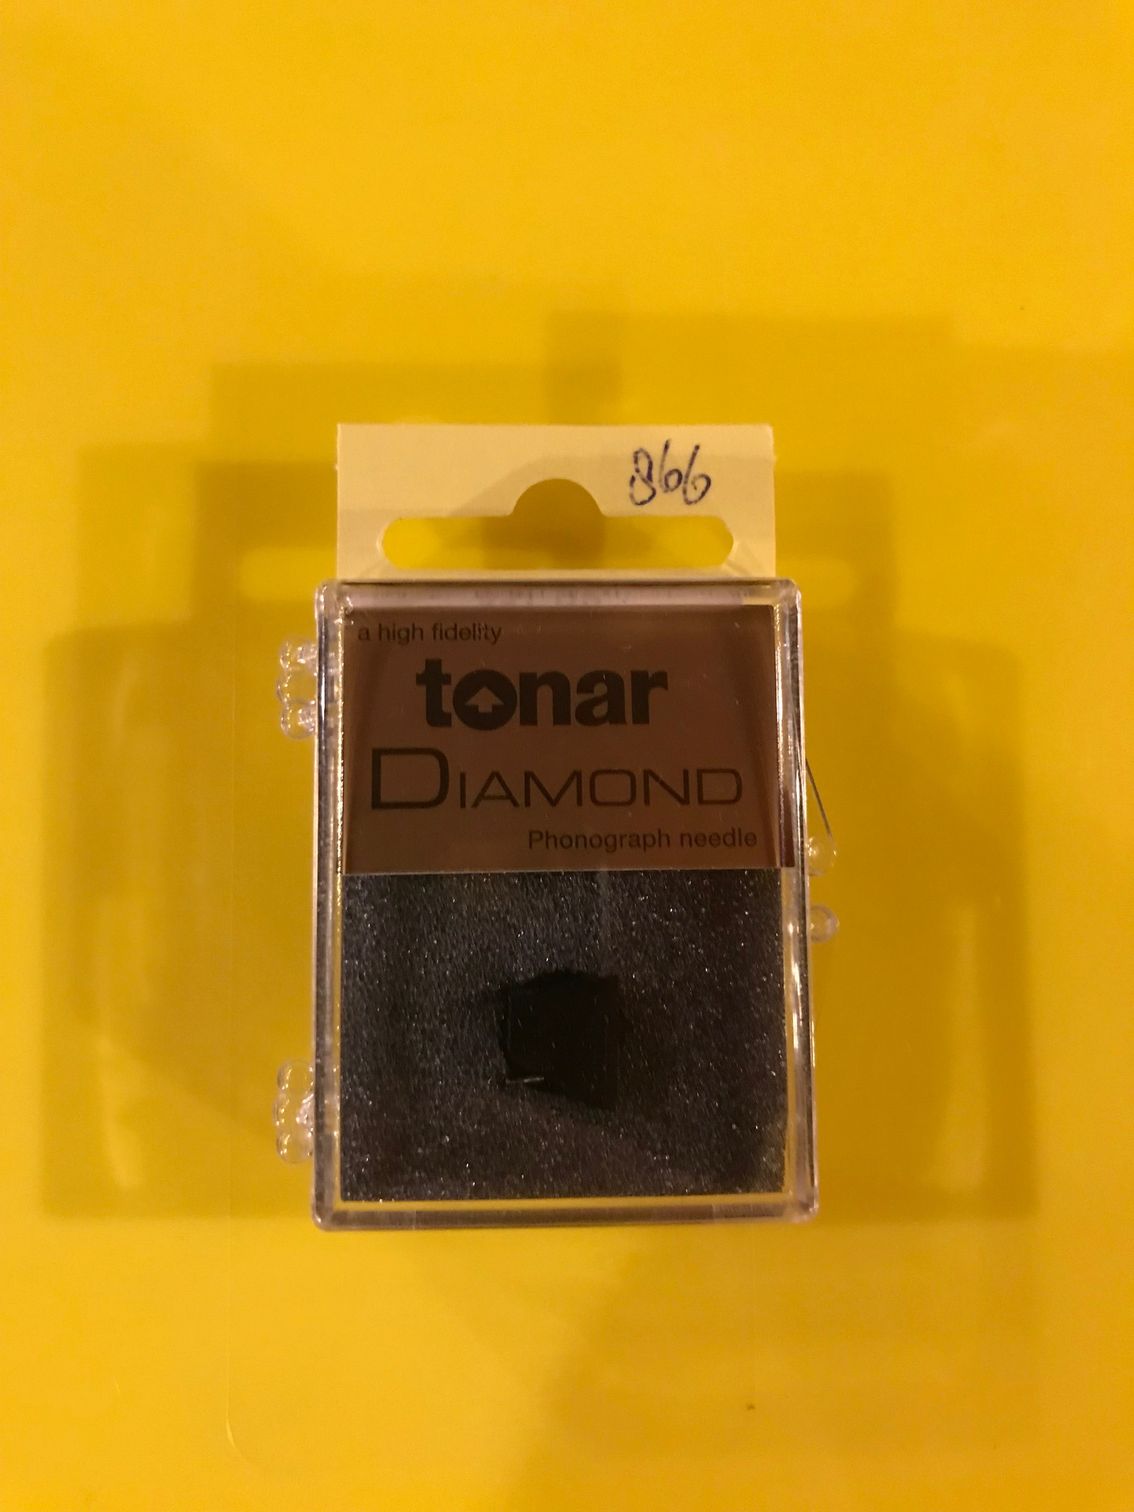 866
a high fidelity
tonar
DIAMOND
Phonograph needle